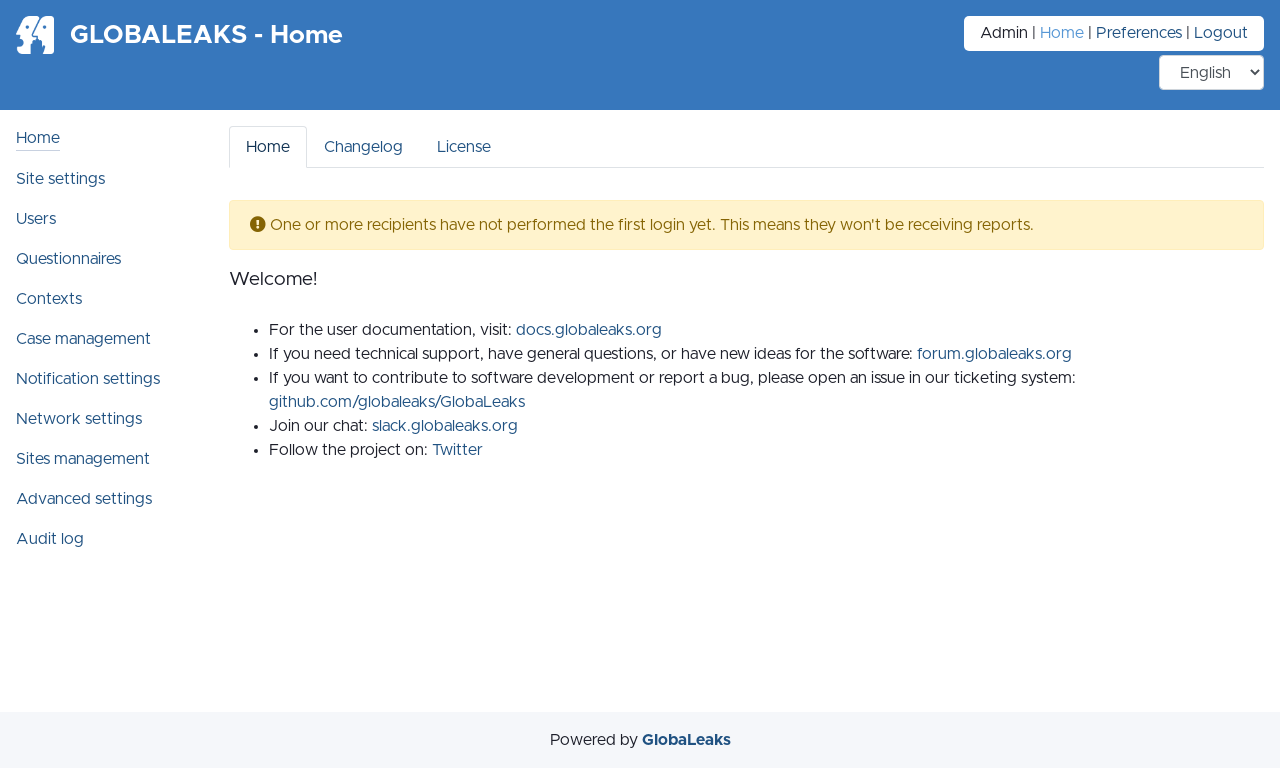 GLOBALEAKS - Home
Admin | Home | Preferences | Logout
English
Home
Site settings
Users
Questionnaires
Contexts
Case management
Notification settings
Network settings
Sites management
Advanced settings
Audit log
Home Changelog License
One or more recipients have not performed the first login yet. This means they won't be receiving reports.
Welcome!
For the user documentation, visit: docs.globaleaks.org
If you need technical support, have general questions, or have new ideas for the software: forum.globaleaks.org
If you want to contribute to software development or report a bug, please open an issue in our ticketing system:
github.com/globaleaks/GlobaLeaks
Join our chat: slack.globaleaks.org
Follow the project on: Twitter
Powered by GlobaLeaks